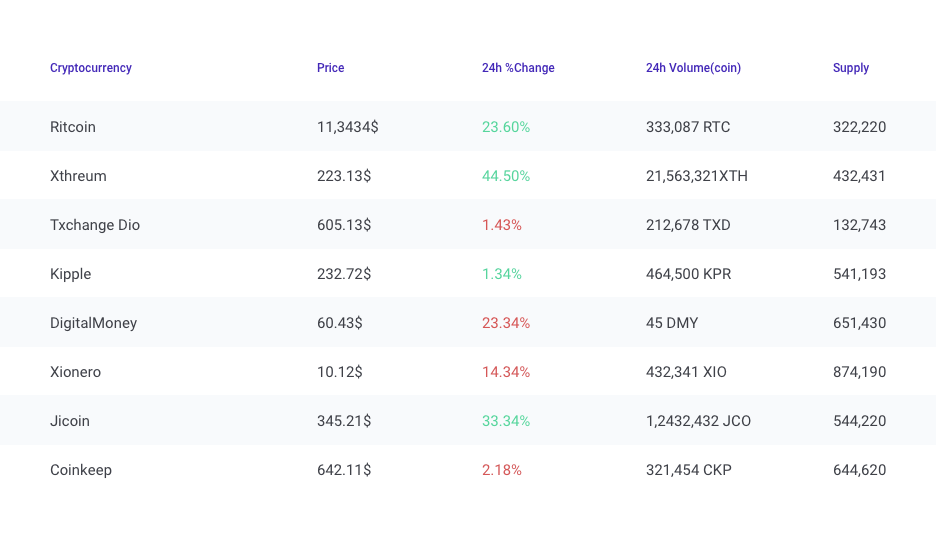 Cryptocurrency Price 24h %Change 24h Volume(coin) Supply
Ritcoin 11,3434$ 23.60% 333,087 RTC 322,220
Xthreum 223.13$ 44.50% 21,563,321XTH 432,431
Txchange Dio 605.13$ 1.43% 212,678 TXD 132,743
Kipple 232.72$ 1.34% 464,500 KPR 541,193
DigitalMoney 60.43$ 23.34% 45 DMY 651,430
Xionero 10.12$ 14.34% 432,341 XIO 874,190
Jicoin 345.21$ 33.34% 1,2432,432 JCO 544,220
Coinkeep 642.11$ 2.18% 321,454 CKP 644,620